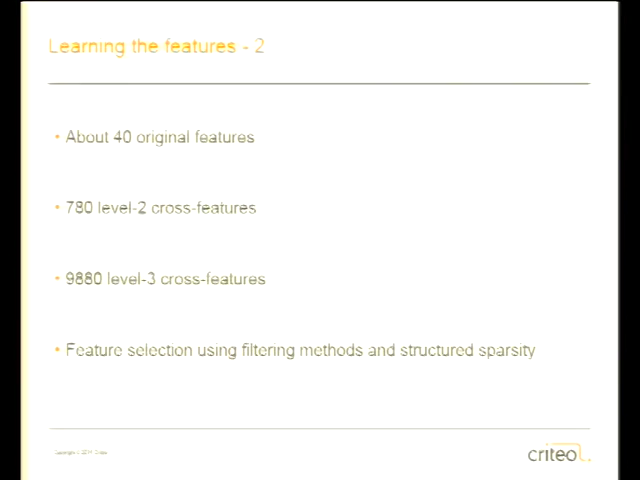 Learning the features - 2
• About 40 original features
• 780 level-2 cross-features
• 9880 level-3 cross-features
• Feature selection using filtering methods and structured sparsity
criteo